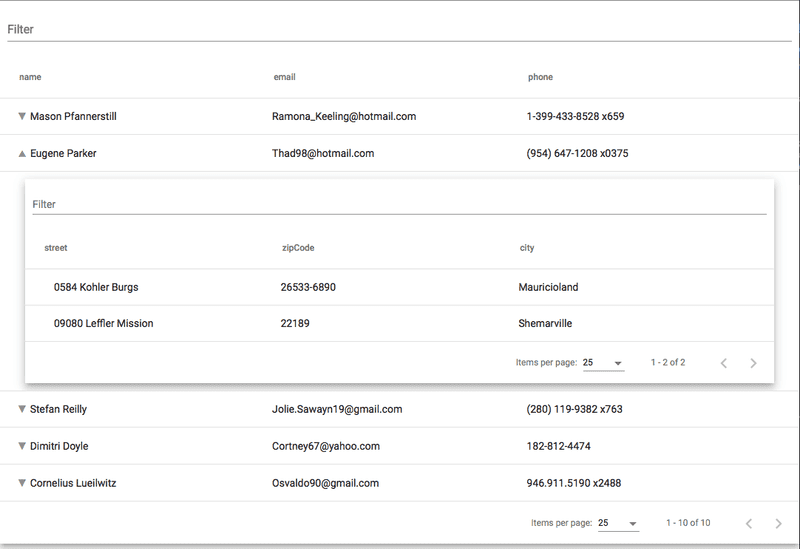 Filter
name email phone
Mason Pfannerstill Ramona_Keeling@hotmail.com 1-399-433-8528 x659
Eugene Parker Thad98@hotmail.com (954) 647-1208 x0375
Filter
street zipCode city
0584 Kohler Burgs 26533-6890 Mauricioland
09080 Leffler Mission 22189 Shemarville
Items per page: 25 1 - 2 of 2
Stefan Reilly Jolie.Sawayn19@gmail.com (280) 119-9382 x763
Dimitri Doyle Cortney67@yahoo.com 182-812-4474
Cornelius Lueilwitz Osvaldo90@gmail.com 946.911.5190 x2488
Items per page: 25 1 - 10 of 10